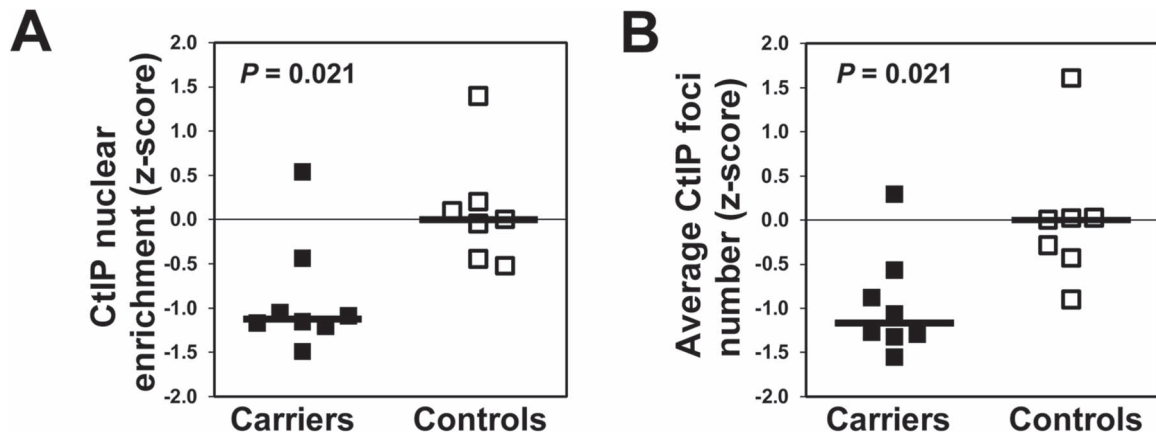 A
CtIP nuclear
enrichment (z-score)
2.0
1.5
1.0
0.5
0.0
-0.5
-1.0
-1.5
-2.0
P = 0.021
Carriers
Controls
B
Average CtIP foci
number (z-score)
2.0
1.5
1.0
0.5
0.0
-0.5
-1.0
-1.5
-2.0
P = 0.021
Carriers
Controls